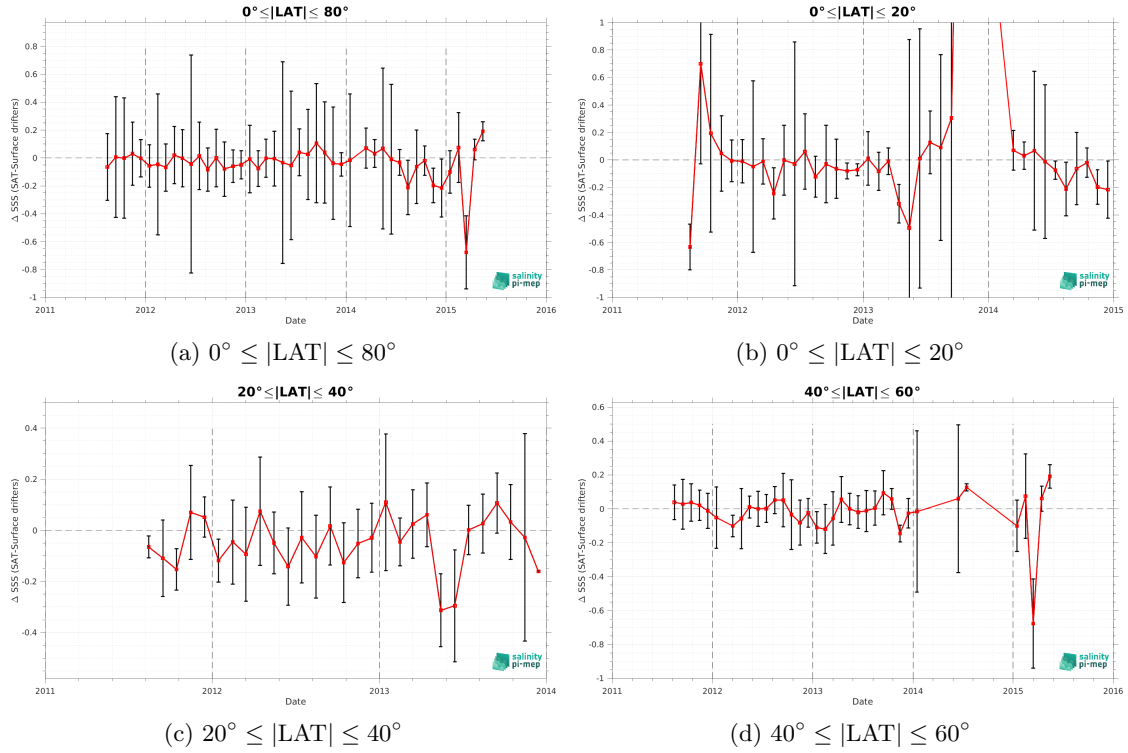 0°≤|LAT|≤ 80°
Δ SSS (SAT-Surface drifters)
0.8
0.6
0.4
0.2
0
-0.2
-0.4
-0.6
-0.8
-1
2011
2012
2013
2014
2015
2016
Date
salinity
pi-mep
(a) 0° ≤ |LAT| ≤ 80°
0°≤|LAT|≤ 20°
Δ SSS (SAT-Surface drifters)
1
0.8
0.6
0.4
0.2
0
-0.2
-0.4
-0.6
-0.8
-1
2011
2012
2013
2014
2015
Date
salinity
pi-mep
(b) 0° ≤ |LAT| ≤ 20°
20°≤|LAT|≤ 40°
Δ SSS (SAT-Surface drifters)
0.4
0.2
0
-0.2
-0.4
2011
2012
2013
2014
Date
salinity
pi-mep
(c) 20° ≤ |LAT| ≤ 40°
40°≤|LAT|≤ 60°
Δ SSS (SAT-Surface drifters)
0.6
0.4
0.2
0
-0.2
-0.4
-0.6
-0.8
-1
2011
2012
2013
2014
2015
2016
Date
salinity
pi-mep
(d) 40° ≤ |LAT| ≤ 60°